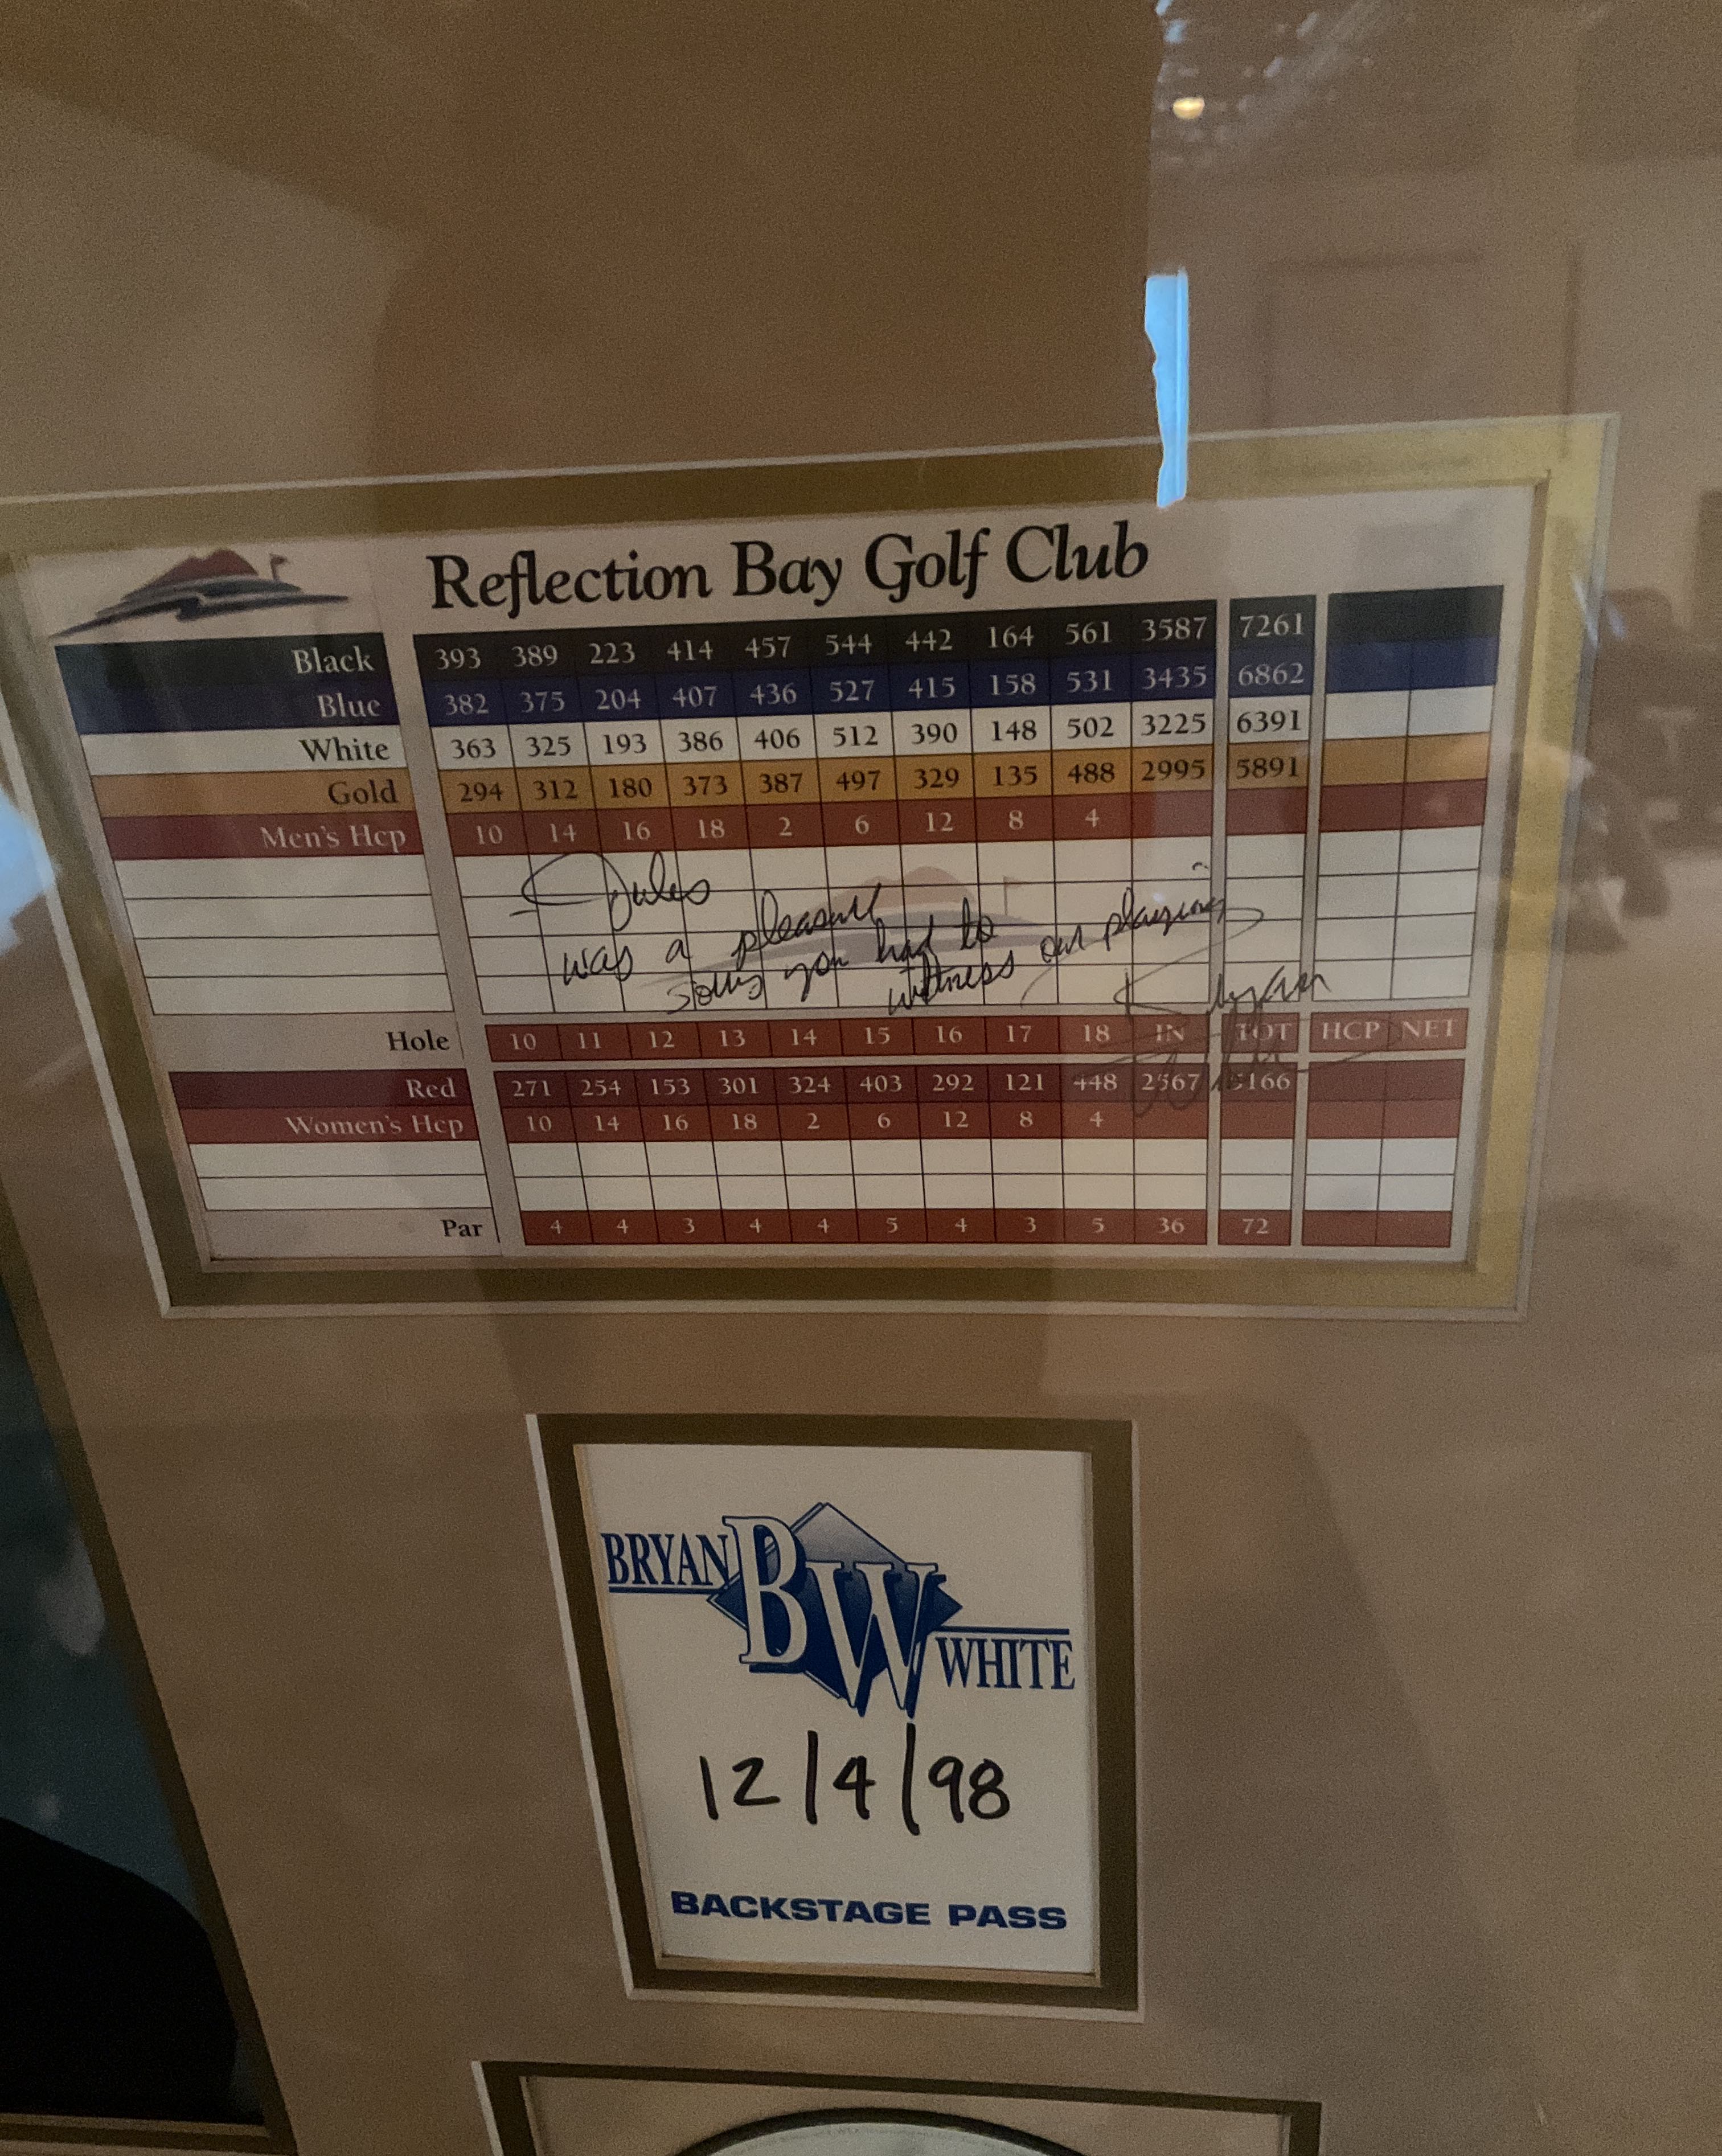 Reflection Bay Golf Club
Black 393 389 223 414 457 544 442 164 561 3587 7261
Blue 382 375 204 407 436 527 415 158 531 3435 6862
White 363 325 193 386 406 512 390 148 502 3225 6391
Gold 294 312 180 373 387 497 329 135 488 2995 5891
Men's Hcp 10 14 16 18 2 6 12 8 4
Jules
was a pleasure
sorry you had to
witness our playing
Bryan
Hole 10 11 12 13 14 15 16 17 18 IN TOT HCP NET
Red 271 254 153 301 324 403 292 121 448 2567 5166
Women's Hcp 10 14 16 18 2 6 12 8 4
Par 4 4 3 4 4 5 4 3 5 36 72
BRYAN BW WHITE
12/4/98
BACKSTAGE PASS